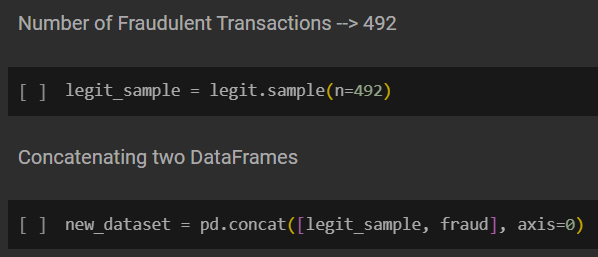 Number of Fraudulent Transactions --> 492
[ ] legit_sample = legit.sample(n=492)
Concatenating two DataFrames
[ ] new_dataset = pd.concat([legit_sample, fraud], axis=0)